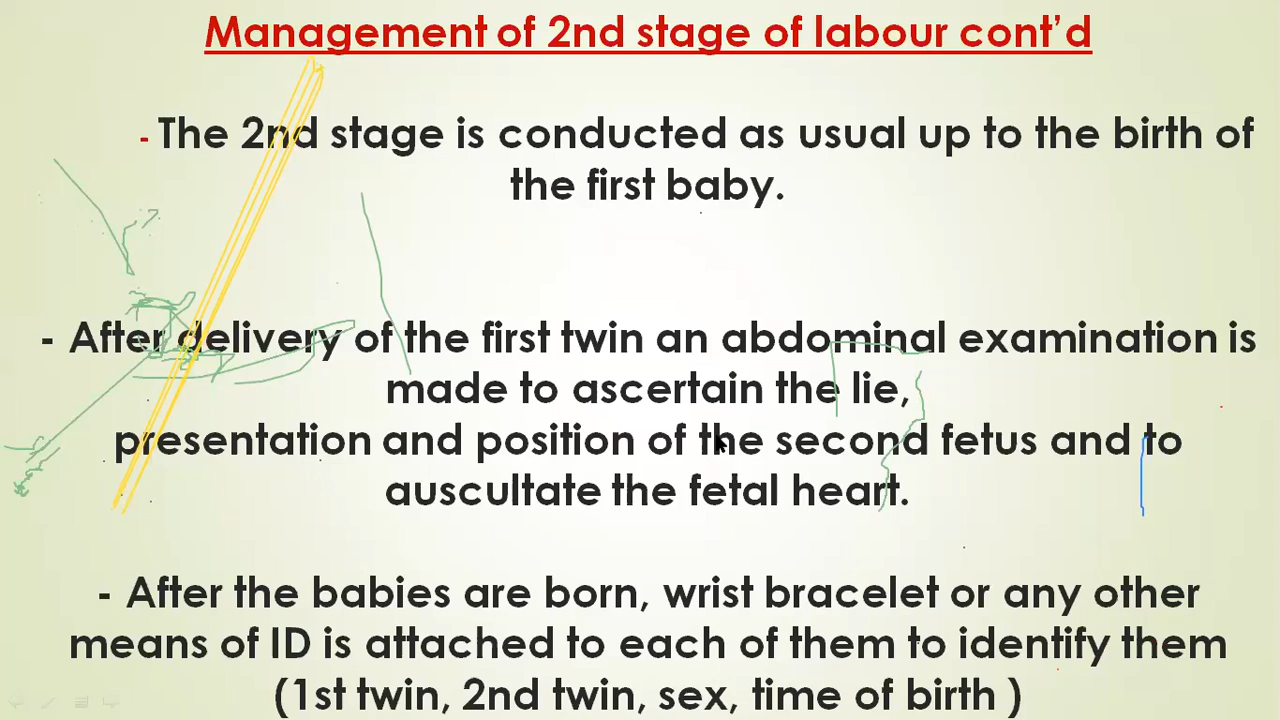 Management of 2nd stage of labour cont’d
- The 2nd stage is conducted as usual up to the birth of
the first baby.
- After delivery of the first twin an abdominal examination is
made to ascertain the lie,
presentation and position of the second fetus and to
auscultate the fetal heart.
- After the babies are born, wrist bracelet or any other
means of ID is attached to each of them to identify them
(1st twin, 2nd twin, sex, time of birth )